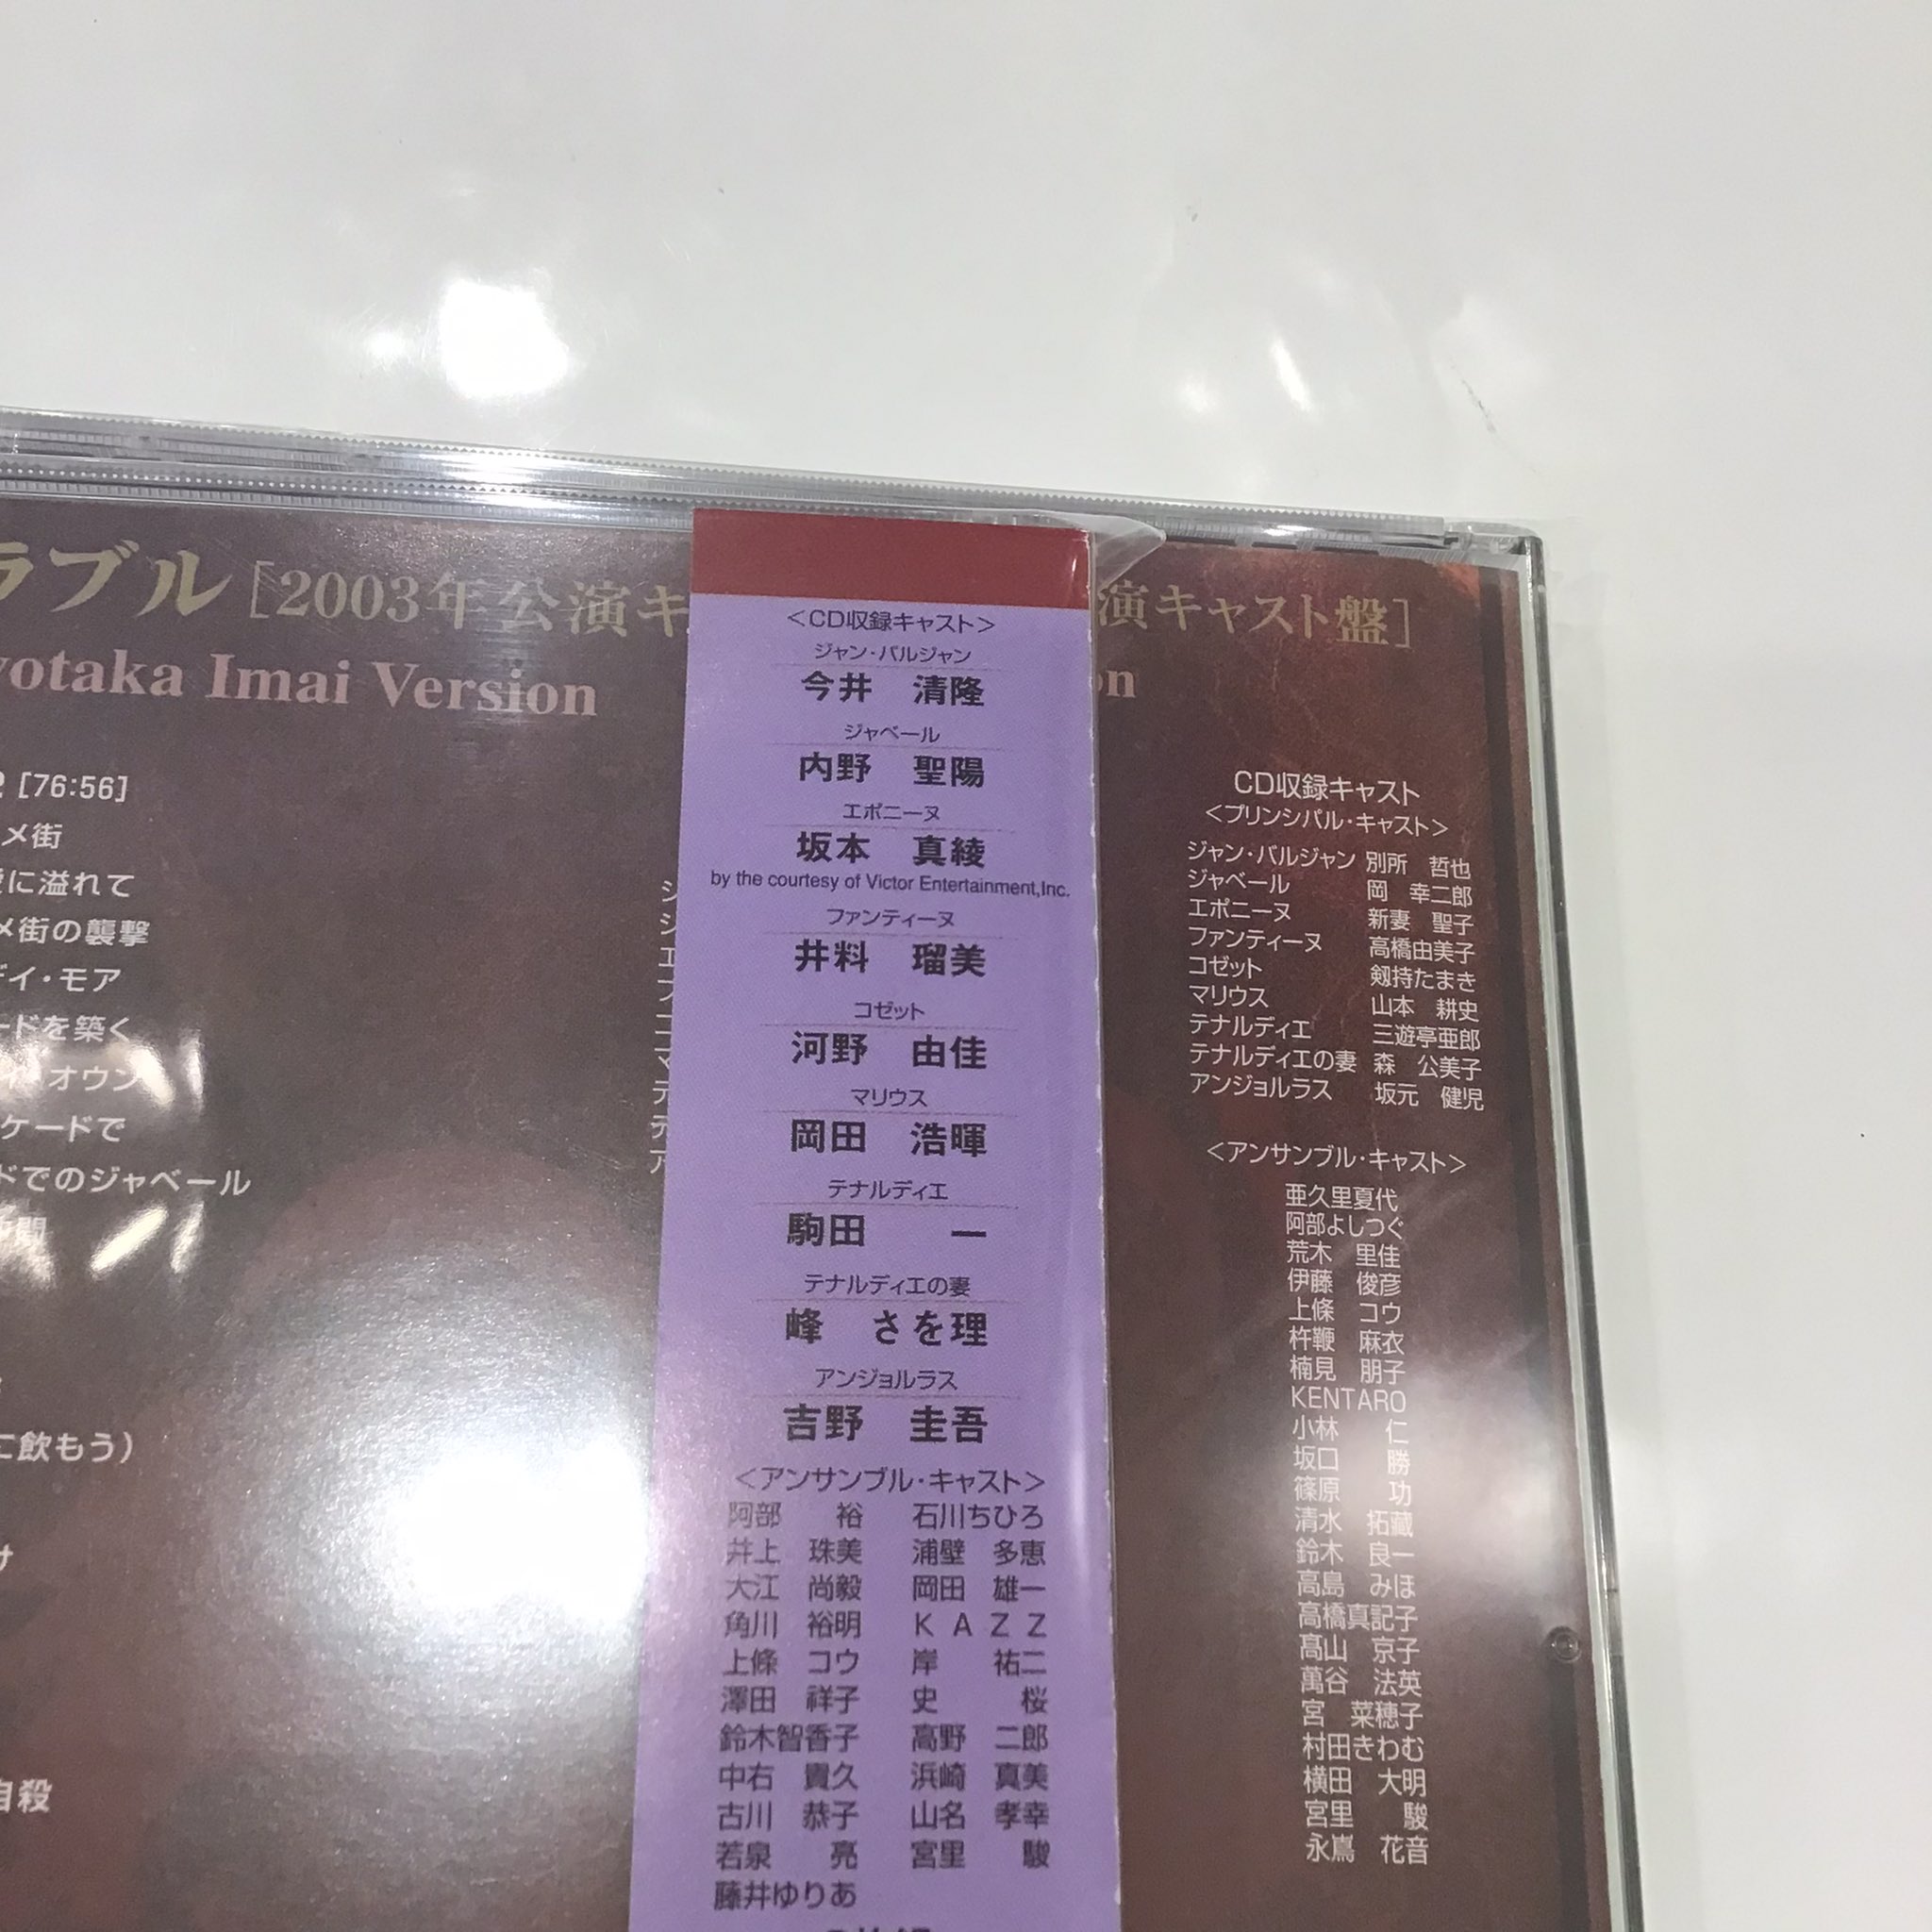 ラブル［2003年公演キ
演キャスト盤］
yotaka Imai Version
on
2 [76:56]
メ街
に溢れて
メ街の襲撃
デイ・モア
ードを築く
オウン
ケードで
ドでのジャベール
に飲もう）
け
自殺
＜CD収録キャスト＞
ジャン・バルジャン
今井 清隆
ジャベール
内野 聖陽
エポニーヌ
坂本 真綾
by the courtesy of Victor Entertainment,Inc.
ファンティーヌ
井料 瑠美
コゼット
河野 由佳
マリウス
岡田 浩暉
テナルディエ
駒田 一
テナルディエの妻
峰 さを理
アンジョルラス
吉野 圭吾
＜アンサンブル・キャスト＞
阿部 裕 石川ちひろ
井上 珠美 浦壁 多恵
大江 尚毅 岡田 雄一
角川 裕明 K A Z Z
上條 コウ 岸 祐二
澤田 祥子 史 桜
鈴木智香子 高野 二郎
中右 貴久 浜崎 真美
古川 恭子 山名 孝幸
若泉 亮 宮里 駿
藤井ゆりあ
CD収録キャスト
＜プリンシパル・キャスト＞
ジャン・バルジャン 別所 哲也
ジャベール 岡 幸二郎
エポニーヌ 新妻 聖子
ファンティーヌ 高橋由美子
コゼット 剱持たまき
マリウス 山本 耕史
テナルディエ 三遊亭亜郎
テナルディエの妻 森 公美子
アンジョルラス 坂元 健児
＜アンサンブル・キャスト＞
亜久里夏代
阿部よしつぐ
荒木 里佳
伊藤 俊彦
上條 コウ
杵鞭 麻衣
楠見 朋子
KENTARO
小林 仁
坂口 勝
篠原 功
清水 拓藏
鈴木 良一
高島 みほ
高橋真記子
髙山 京子
萬谷 法英
宮 菜穂子
村田きわむ
横田 大明
宮里 駿
永嶌 花音